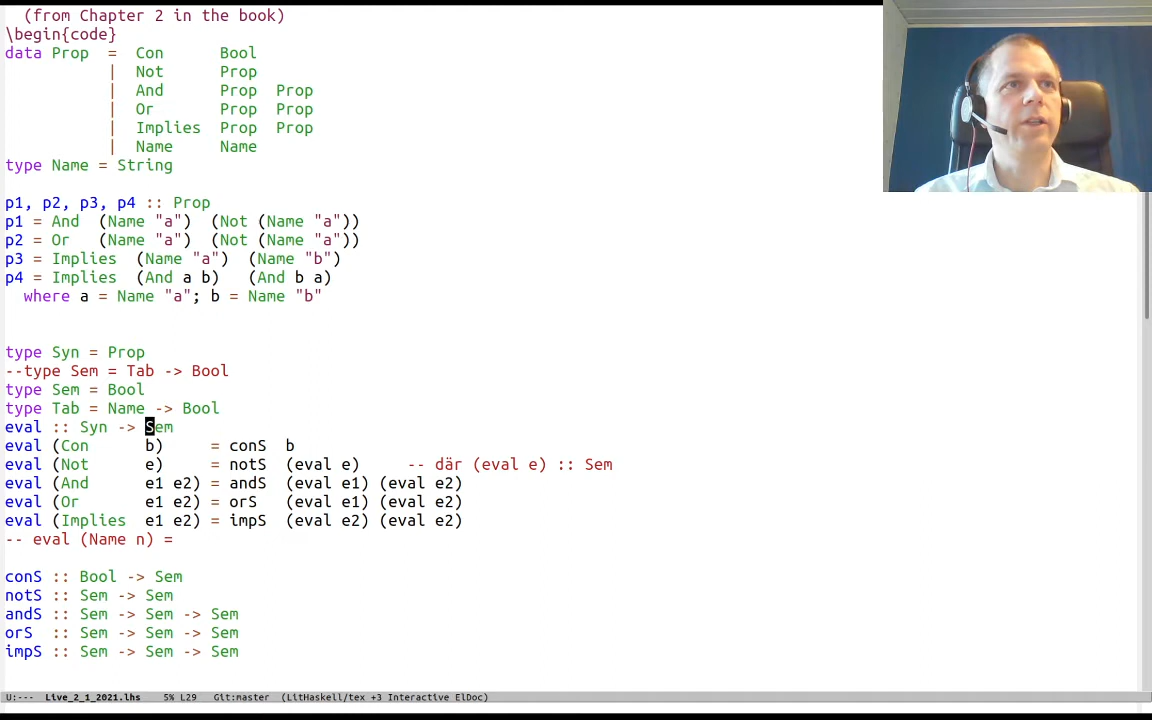 (from Chapter 2 in the book)
\begin{code}
data Prop  =  Con      Bool
           |  Not      Prop
           |  And      Prop  Prop
           |  Or       Prop  Prop
           |  Implies  Prop  Prop
           |  Name     Name
type Name = String
p1, p2, p3, p4 :: Prop
p1 = And  (Name "a")  (Not (Name "a"))
p2 = Or   (Name "a")  (Not (Name "a"))
p3 = Implies  (Name "a")  (Name "b")
p4 = Implies  (And a b)   (And b a)
  where a = Name "a"; b = Name "b"
type Syn = Prop
--type Sem = Tab -> Bool
type Sem = Bool
type Tab = Name -> Bool
eval :: Syn -> Sem
eval (Con      b)     = conS  b
eval (Not      e)     = notS  (eval e)     -- där (eval e) :: Sem
eval (And      e1 e2) = andS  (eval e1) (eval e2)
eval (Or       e1 e2) = orS   (eval e1) (eval e2)
eval (Implies  e1 e2) = impS  (eval e2) (eval e2)
-- eval (Name n) =
conS :: Bool -> Sem
notS :: Sem -> Sem
andS :: Sem -> Sem -> Sem
orS  :: Sem -> Sem -> Sem
impS :: Sem -> Sem -> Sem
U:---  Live_2_1_2021.lhs    5% L29   Git:master  (LitHaskell/tex +3 Interactive ElDoc)